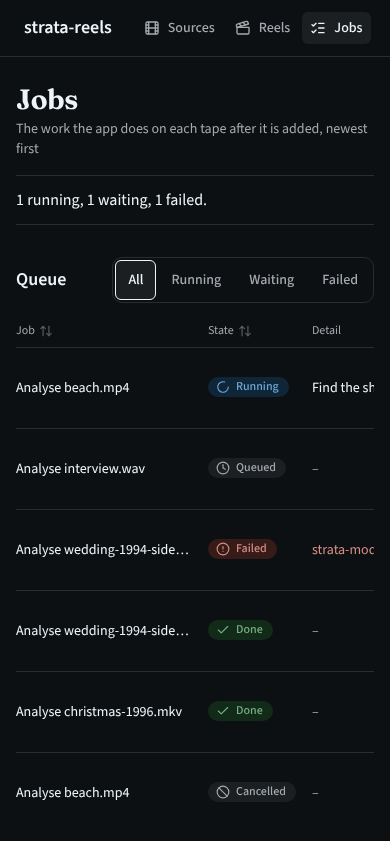 strata-reels Sources Reels Jobs
Jobs
The work the app does on each tape after it is added, newest
first
1 running, 1 waiting, 1 failed.
Queue All Running Waiting Failed
Job State Detail
Analyse beach.mp4 Running Find the sh
Analyse interview.wav Queued –
Analyse wedding-1994-side… Failed strata-mod
Analyse wedding-1994-side… Done –
Analyse christmas-1996.mkv Done –
Analyse beach.mp4 Cancelled –